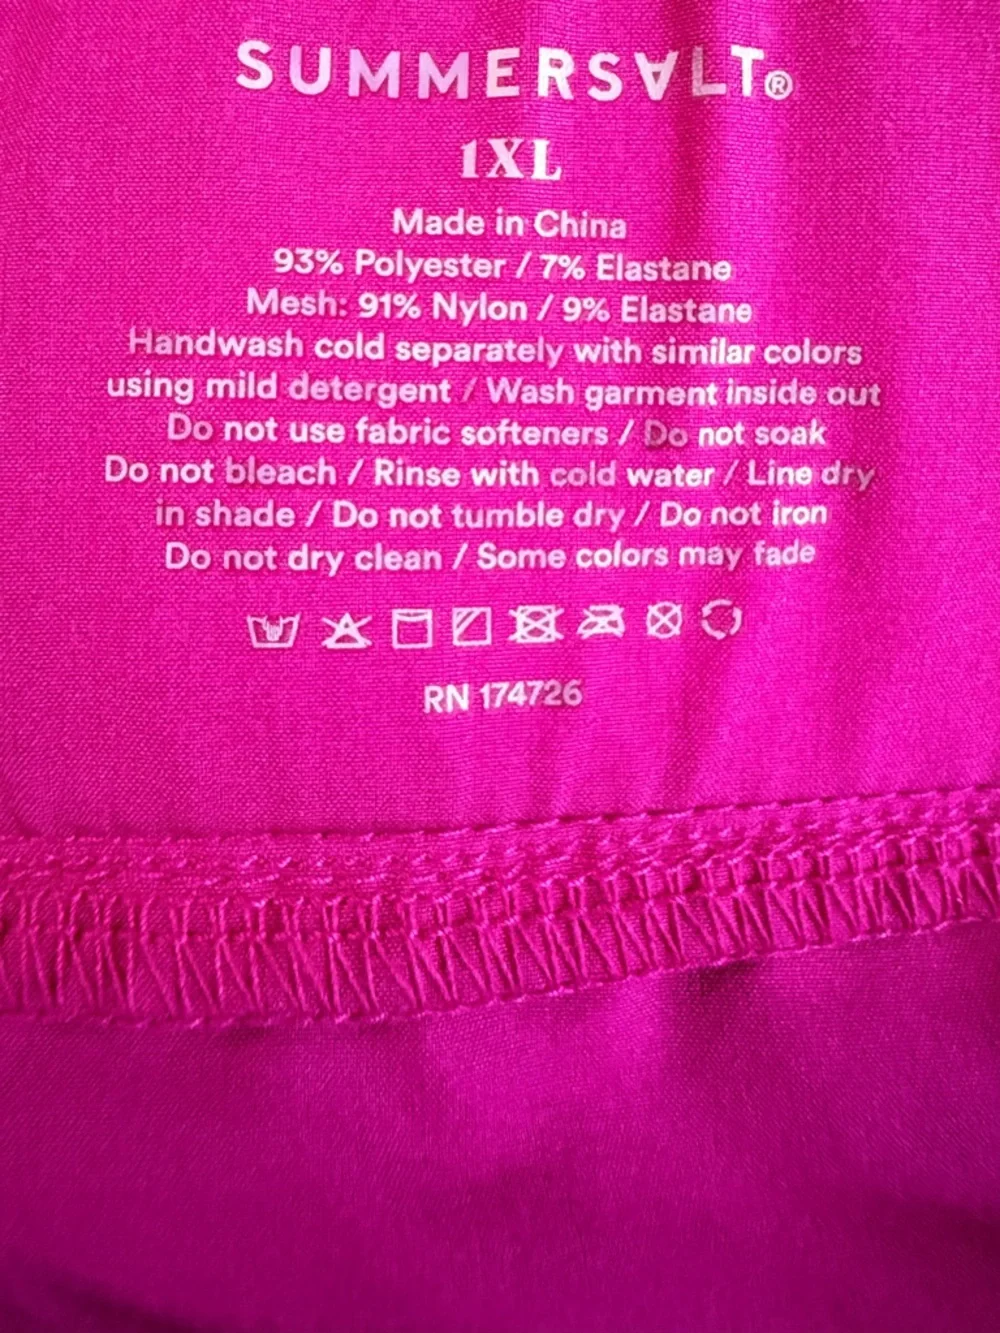 SUMMERSALT®
1XL
Made in China
93% Polyester / 7% Elastane
Mesh: 91% Nylon / 9% Elastane
Handwash cold separately with similar colors
using mild detergent / Wash garment inside out
Do not use fabric softeners / Do not soak
Do not bleach / Rinse with cold water / Line dry
in shade / Do not tumble dry / Do not iron
Do not dry clean / Some colors may fade
RN 174726